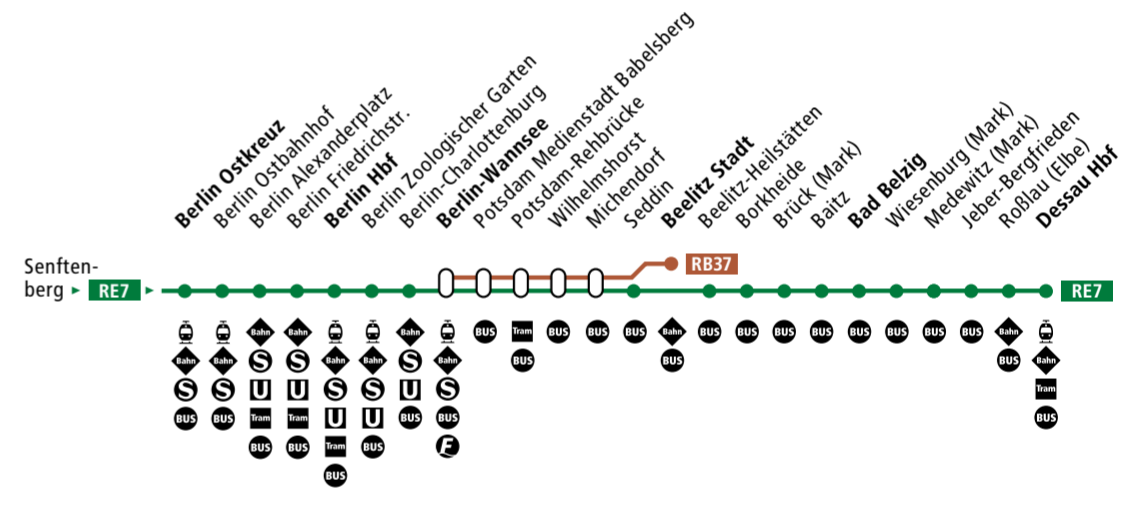 Berlin Ostkreuz
Berlin Ostbahnhof
Berlin Alexanderplatz
Berlin Friedrichstr.
Berlin Hbf
Berlin Zoologischer Garten
Berlin-Charlottenburg
Berlin-Wannsee
Potsdam Medienstadt Babelsberg
Potsdam-Rehbrücke
Wilhelmshorst
Michendorf
Seddin
Beelitz Stadt
Beelitz-Heilstätten
Borkheide
Brück (Mark)
Baitz
Bad Belzig
Wiesenburg (Mark)
Medewitz (Mark)
Jeber-Bergfrieden
Roßlau (Elbe)
Dessau Hbf
Senften-
berg
RE7
RB37
RE7
Bahn
S
BUS
Bahn
S
BUS
Bahn
S
U
Tram
BUS
Bahn
S
U
Tram
BUS
Bahn
S
U
Tram
BUS
Bahn
S
U
BUS
Bahn
S
U
BUS
Bahn
S
BUS
F
BUS
Tram
BUS
BUS
BUS
BUS
Bahn
BUS
BUS
BUS
BUS
BUS
BUS
BUS
BUS
BUS
Bahn
BUS
Bahn
Tram
BUS